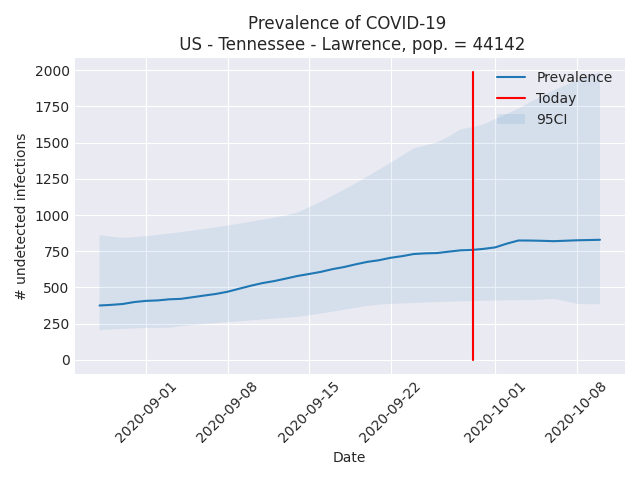 Prevalence of COVID-19
US - Tennessee - Lawrence, pop. = 44142
2000
1750
1500
1250
1000
750
500
250
0
# undetected infections
Prevalence
Today
95CI
2020-09-01
2020-09-08
2020-09-15
2020-09-22
2020-10-01
2020-10-08
Date